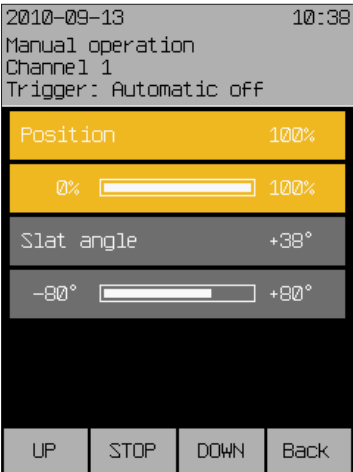 2010-09-13 10:38
Manual operation
Channel 1
Trigger: Automatic off
Position 100%
0% 100%
Slat angle +38°
-80° +80°
UP STOP DOWN Back